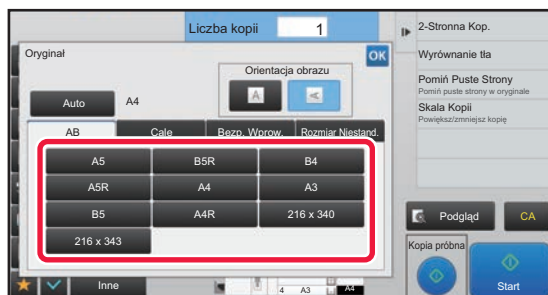 Liczba kopii 1
Oryginał
OK
Orientacja obrazu
A A
Auto A4
AB Cale Bezp. Wprow. Rozmiar Niestand.
A5 B5R B4
A5R A4 A3
B5 A4R 216 x 340
216 x 343
Inne
4 A3 A4
2-Stronna Kop.
Wyrównanie tła
Pomiń Puste Strony
Pomiń puste strony w oryginale
Skala Kopii
Powiększ/zmniejsz kopię
Podgląd CA
Kopia próbna
Start